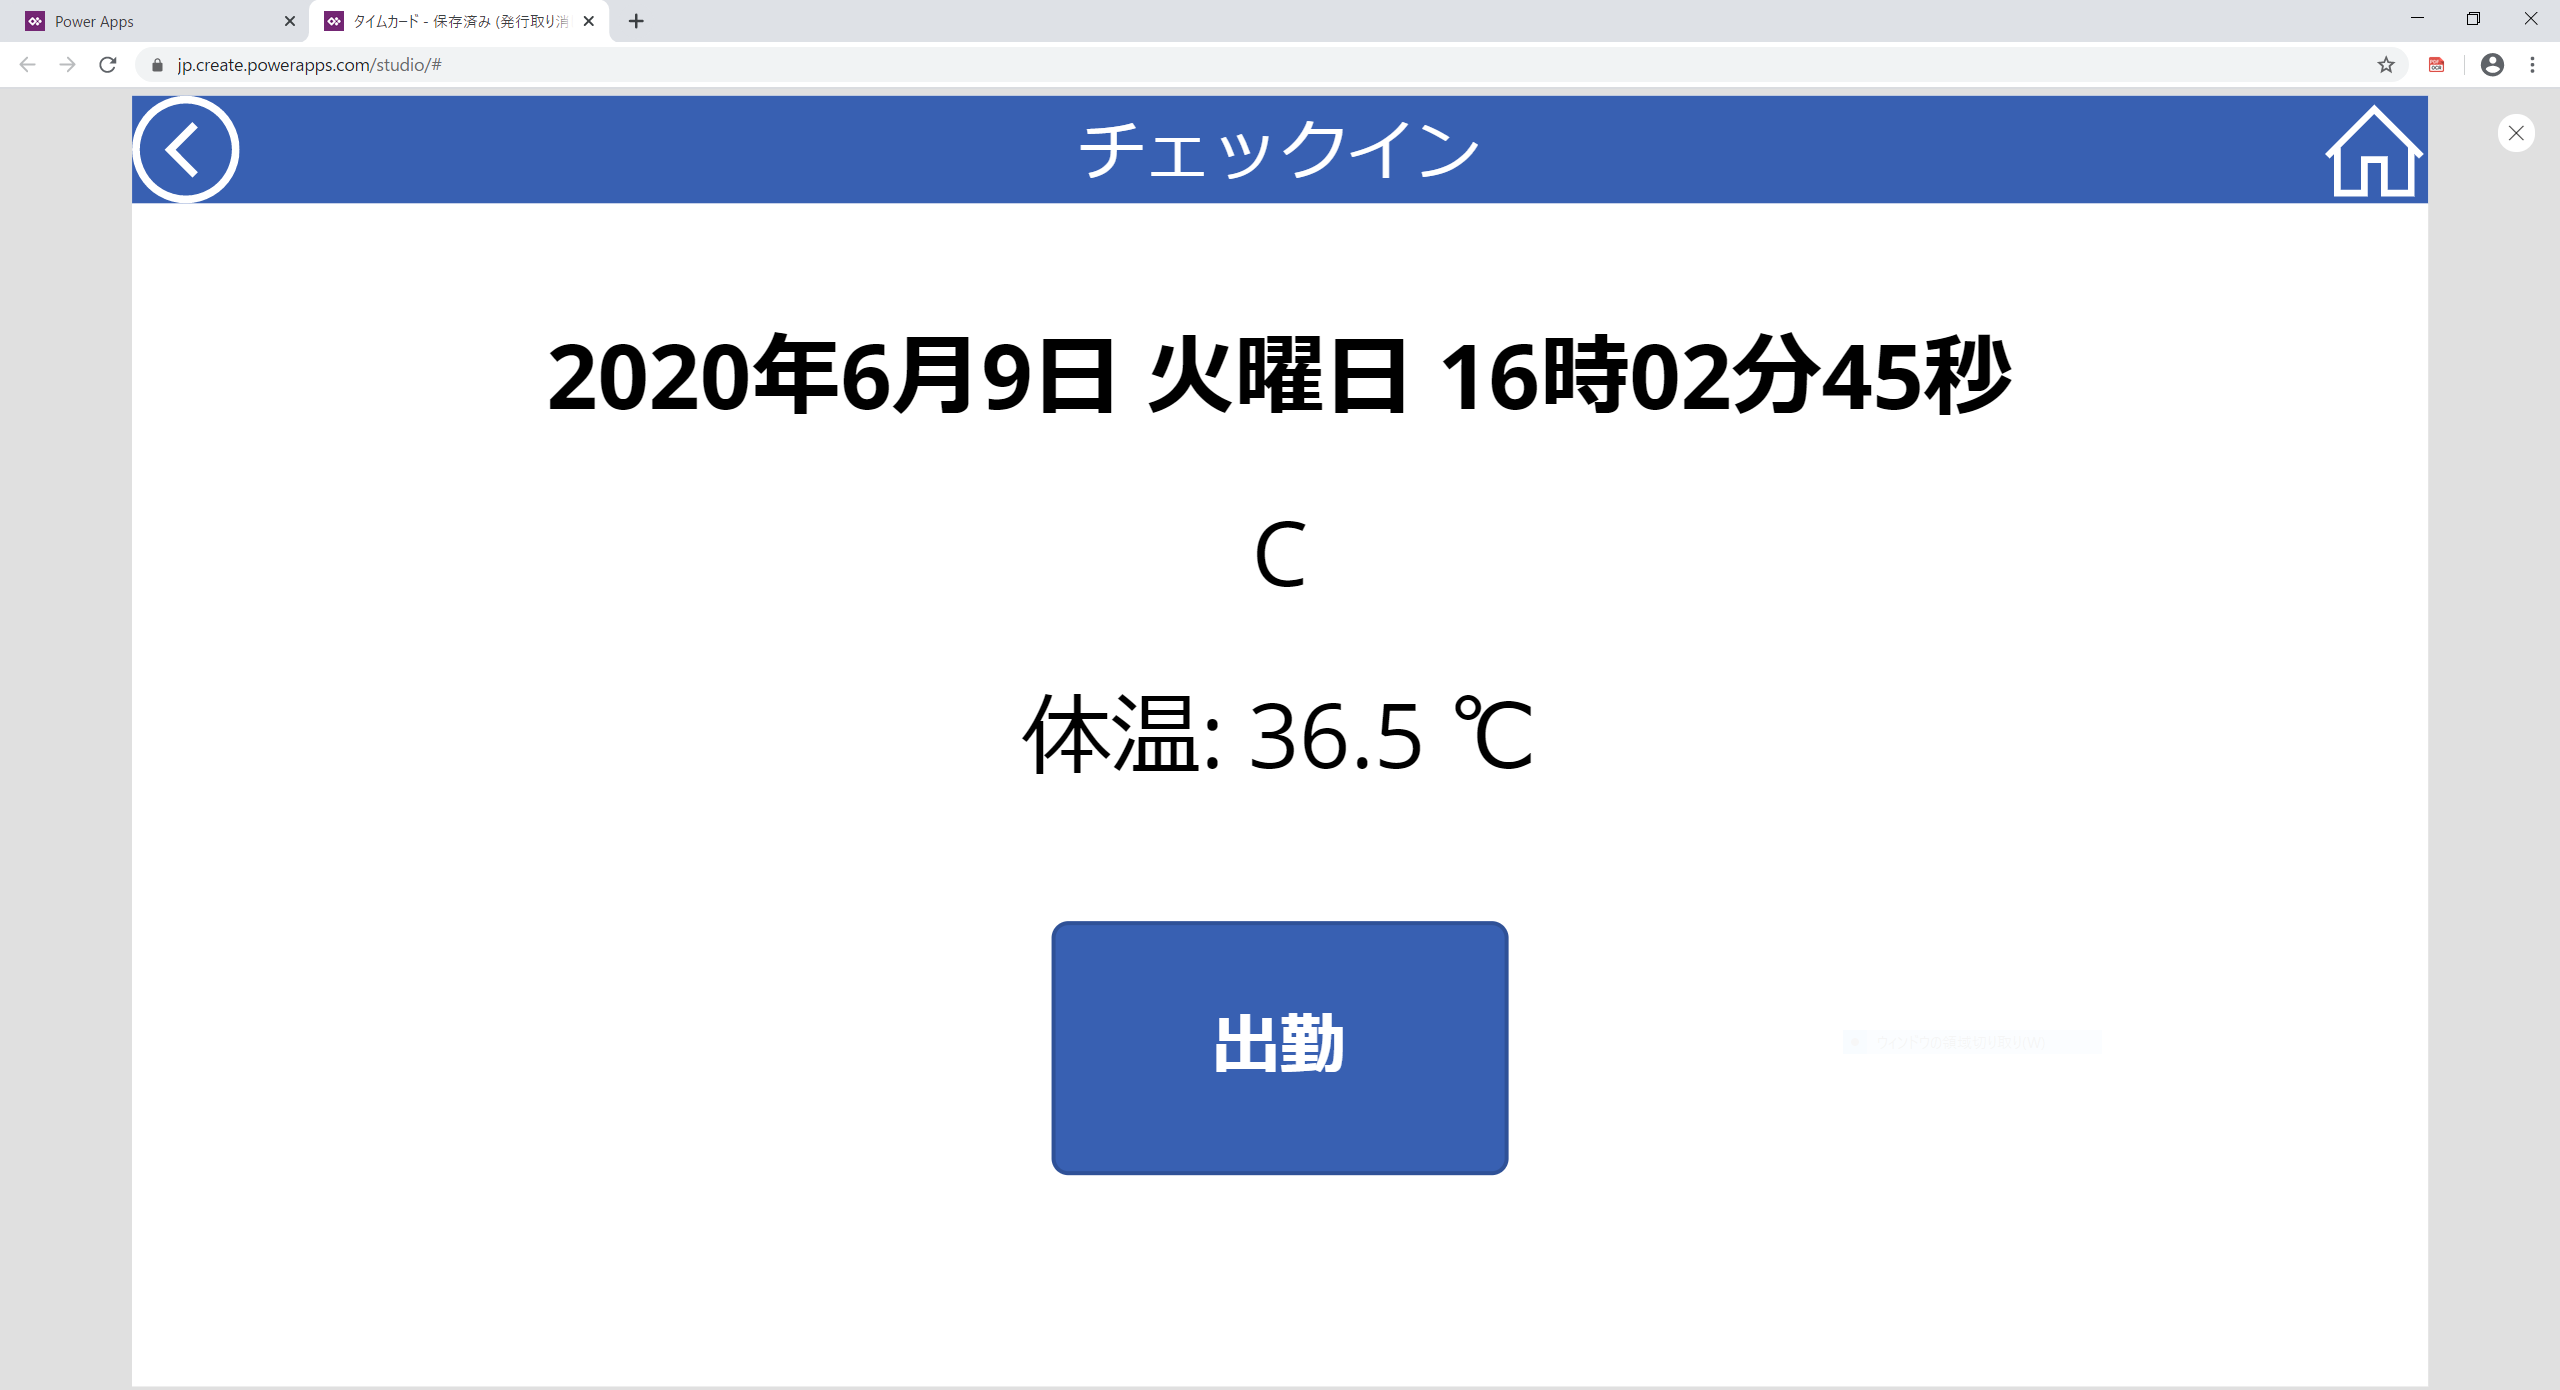 Power Apps
タイムカード - 保存済み (発行取り消
jp.create.powerapps.com/studio/#
チェックイン
2020年6月9日 火曜日 16時02分45秒
C
体温: 36.5 ℃
出勤